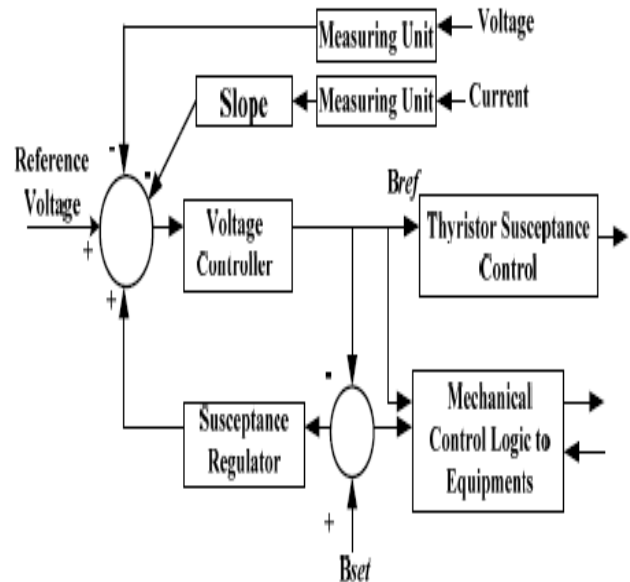 Measuring Unit
Voltage
Slope
Measuring Unit
Current
Reference
Voltage
-
-
+
+
Voltage
Controller
Bref
Thyristor Susceptance
Control
-
Susceptance
Regulator
Mechanical
Control Logic to
Equipments
+
Bset